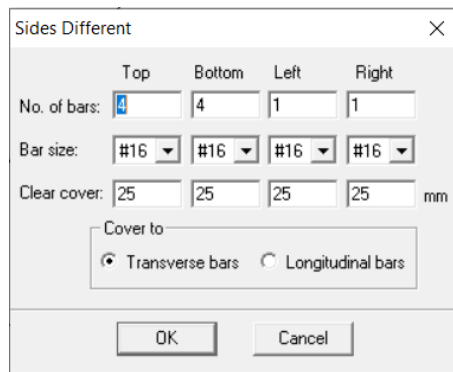 Sides Different
Top Bottom Left Right
No. of bars: 4 4 1 1
Bar size: #16 #16 #16 #16
Clear cover: 25 25 25 25 mm
Cover to
Transverse bars Longitudinal bars
OK Cancel